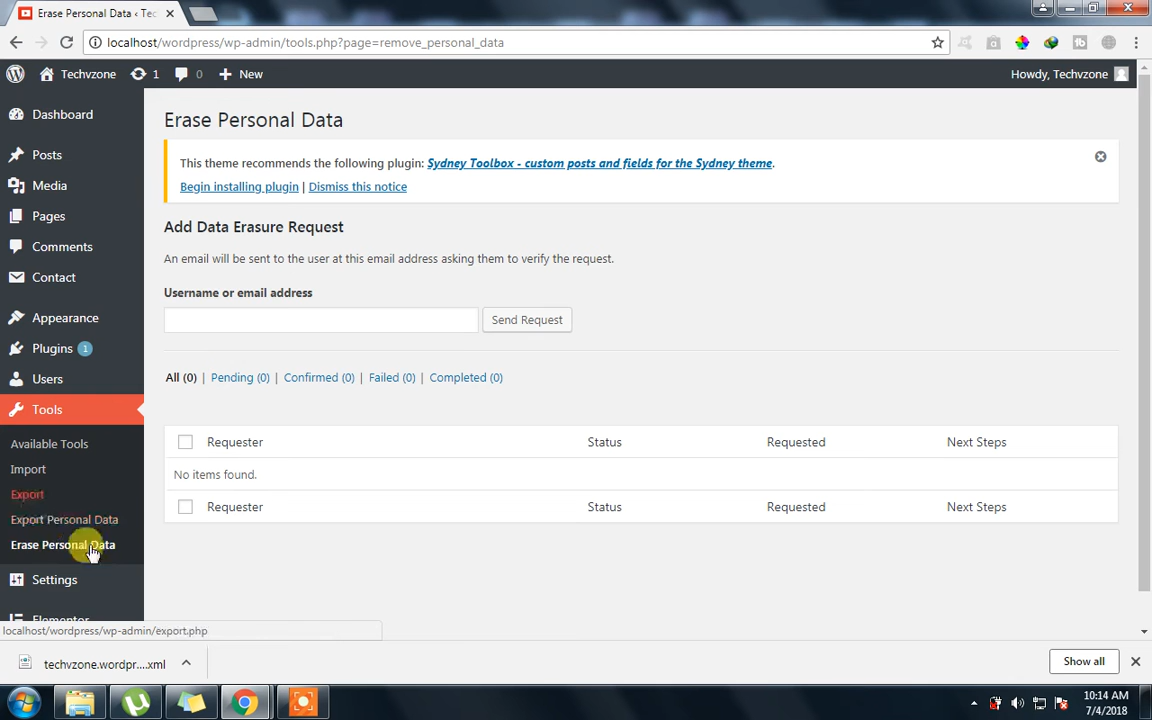 Erase Personal Data ‹ Tec
localhost/wordpress/wp-admin/tools.php?page=remove_personal_data
Techvzone 1 0 New Howdy, Techvzone
Dashboard
Posts
Media
Pages
Comments
Contact
Appearance
Plugins 1
Users
Tools
Available Tools
Import
Export
Export Personal Data
Erase Personal Data
Settings
Elementor
Erase Personal Data
This theme recommends the following plugin: Sydney Toolbox - custom posts and fields for the Sydney theme.
Begin installing plugin | Dismiss this notice
Add Data Erasure Request
An email will be sent to the user at this email address asking them to verify the request.
Username or email address
Send Request
All (0) | Pending (0) | Confirmed (0) | Failed (0) | Completed (0)
Requester Status Requested Next Steps
No items found.
Requester Status Requested Next Steps
localhost/wordpress/wp-admin/export.php
techvzone.wordpr....xml Show all
10:14 AM
7/4/2018